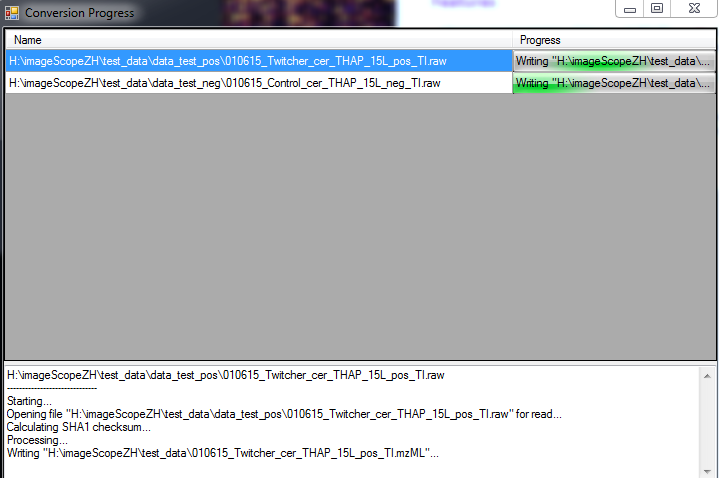 Features
Conversion Progress
Name Progress
H:\imageScopeZH\test_data\data_test_pos\010615_Twitcher_cer_THAP_15L_pos_TI.raw Writing "H:\imageScopeZH\test_data\...
H:\imageScopeZH\test_data\data_test_neg\010615_Control_cer_THAP_15L_neg_TI.raw Writing "H:\imageScopeZH\test_data\...
H:\imageScopeZH\test_data\data_test_pos\010615_Twitcher_cer_THAP_15L_pos_TI.raw
------------------------------
Starting...
Opening file "H:\imageScopeZH\test_data\data_test_pos\010615_Twitcher_cer_THAP_15L_pos_TI.raw" for read...
Calculating SHA1 checksum...
Processing...
Writing "H:\imageScopeZH\test_data\010615_Twitcher_cer_THAP_15L_pos_TI.mzML"...